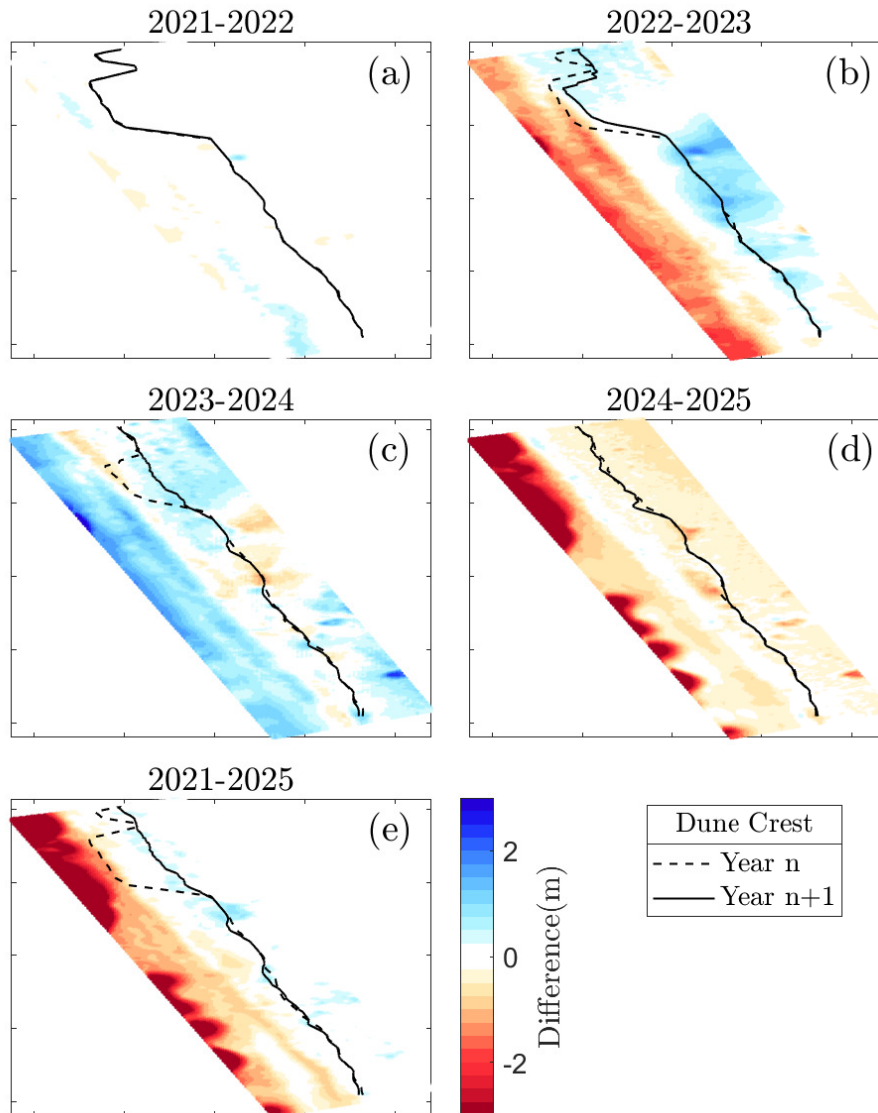 2021-2022
(a)
2022-2023
(b)
2023-2024
(c)
2024-2025
(d)
2021-2025
(e)
2
0
-2
Difference(m)
Dune Crest
Year n
Year n+1